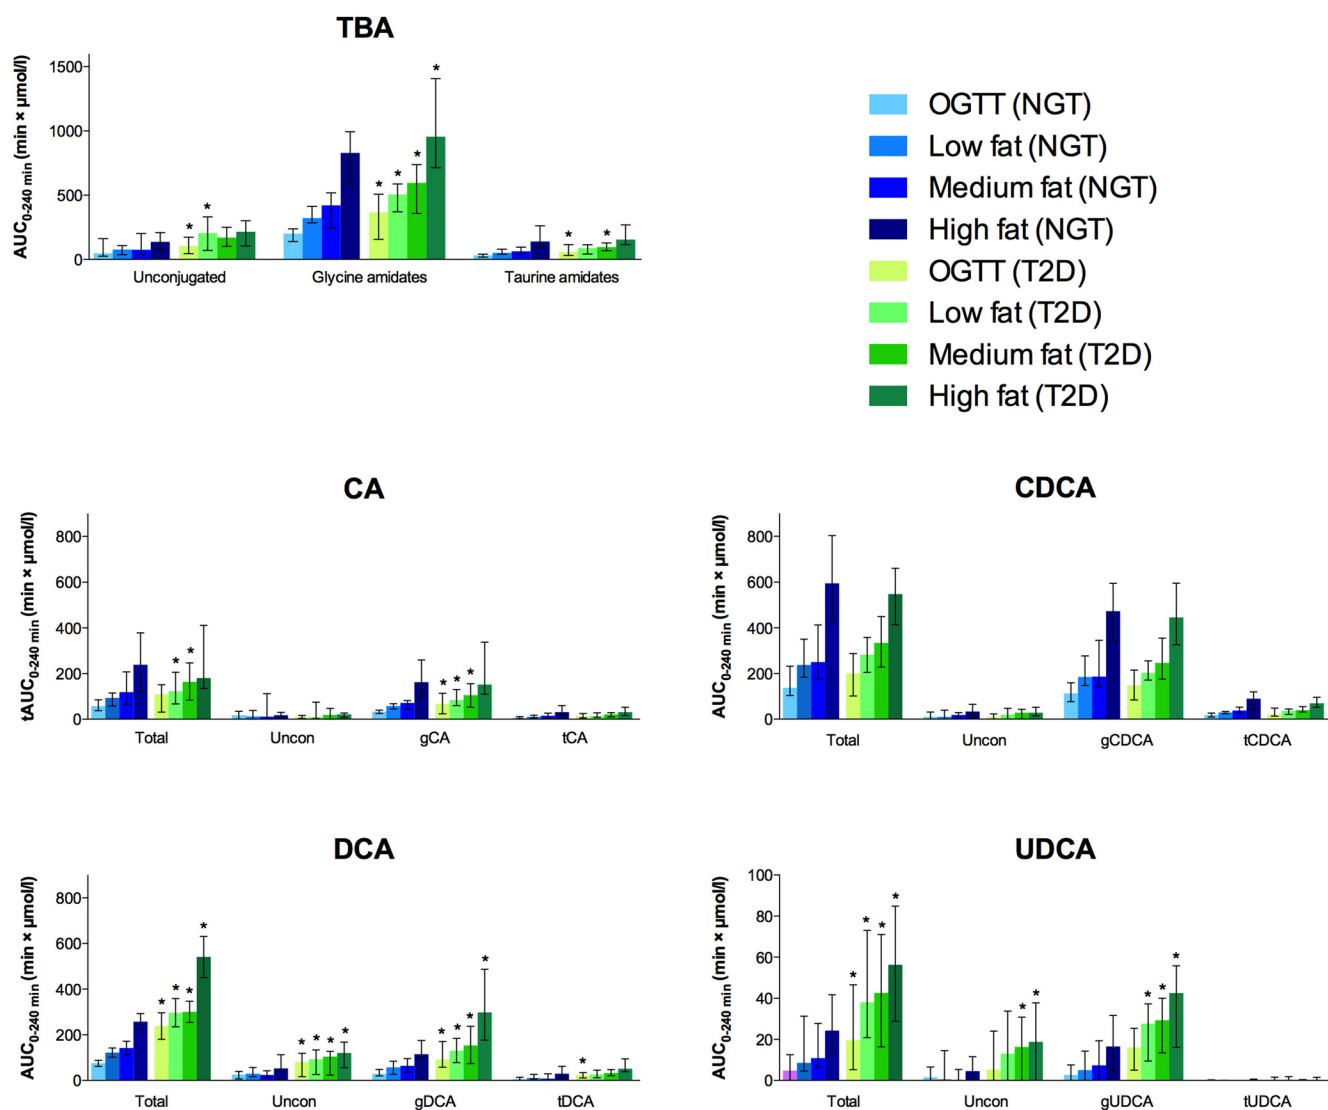 TBA
AUC0-240 min (min × µmol/l)
1500
1000
500
0
* * * * * * * *
Unconjugated Glycine amidates Taurine amidates
OGTT (NGT)
Low fat (NGT)
Medium fat (NGT)
High fat (NGT)
OGTT (T2D)
Low fat (T2D)
Medium fat (T2D)
High fat (T2D)
CA
tAUC0-240 min (min × µmol/l)
800
600
400
200
0
* * * * *
Total Uncon gCA tCA
CDCA
AUC0-240 min (min × µmol/l)
800
600
400
200
0
Total Uncon gCDCA tCDCA
DCA
AUC0-240 min (min × µmol/l)
800
600
400
200
0
* * * * * * * * * * * * *
Total Uncon gDCA tDCA
UDCA
AUC0-240 min (min × µmol/l)
100
80
60
40
20
0
* * * * * * * * *
Total Uncon gUDCA tUDCA